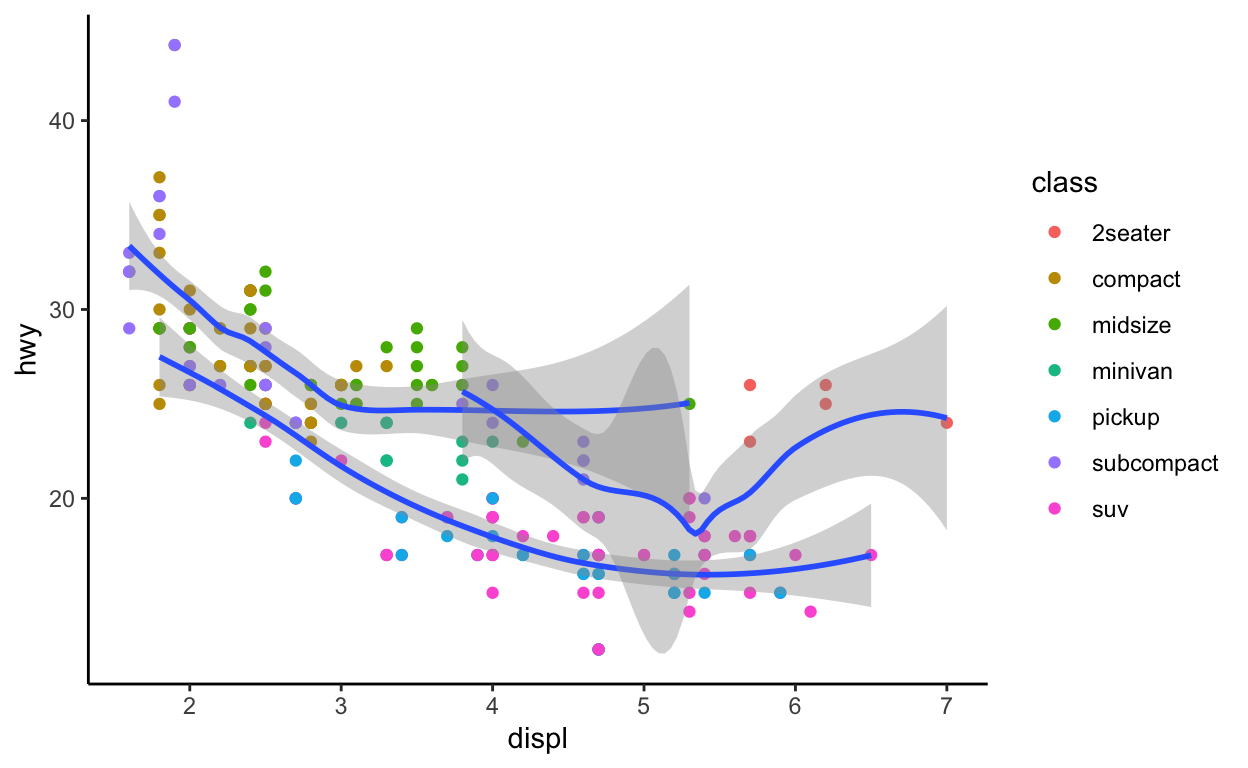 hwy
40
30
20
2
3
4
5
6
7
displ
class
2seater
compact
midsize
minivan
pickup
subcompact
suv